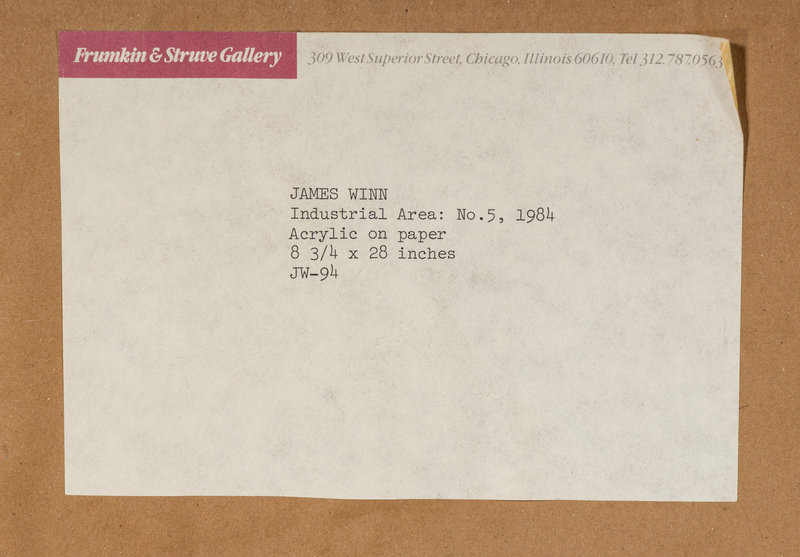 Frumkin & Struve Gallery 309 West Superior Street, Chicago, Illinois 60610, Tel 312.787.0563
JAMES WINN
Industrial Area: No.5, 1984
Acrylic on paper
8 3/4 x 28 inches
JW-94